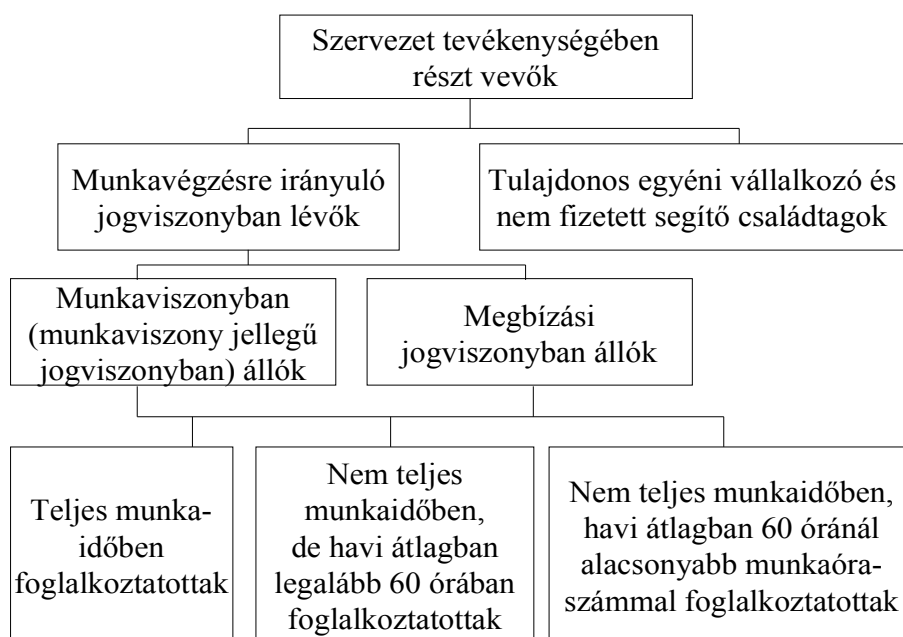 Szervezet tevékenységében
részt vevők
Munkavégzésre irányuló
jogviszonyban lévők
Tulajdonos egyéni vállalkozó és
nem fizetett segítő családtagok
Munkaviszonyban
(munkaviszony jellegű
jogviszonyban) állók
Megbízási
jogviszonyban állók
Teljes munka-
időben
foglalkoztatottak
Nem teljes
munkaidőben,
de havi átlagban
legalább 60 órában
foglalkoztatottak
Nem teljes munkaidőben,
havi átlagban 60 óránál
alacsonyabb munkaóra-
számmal foglalkoztatottak